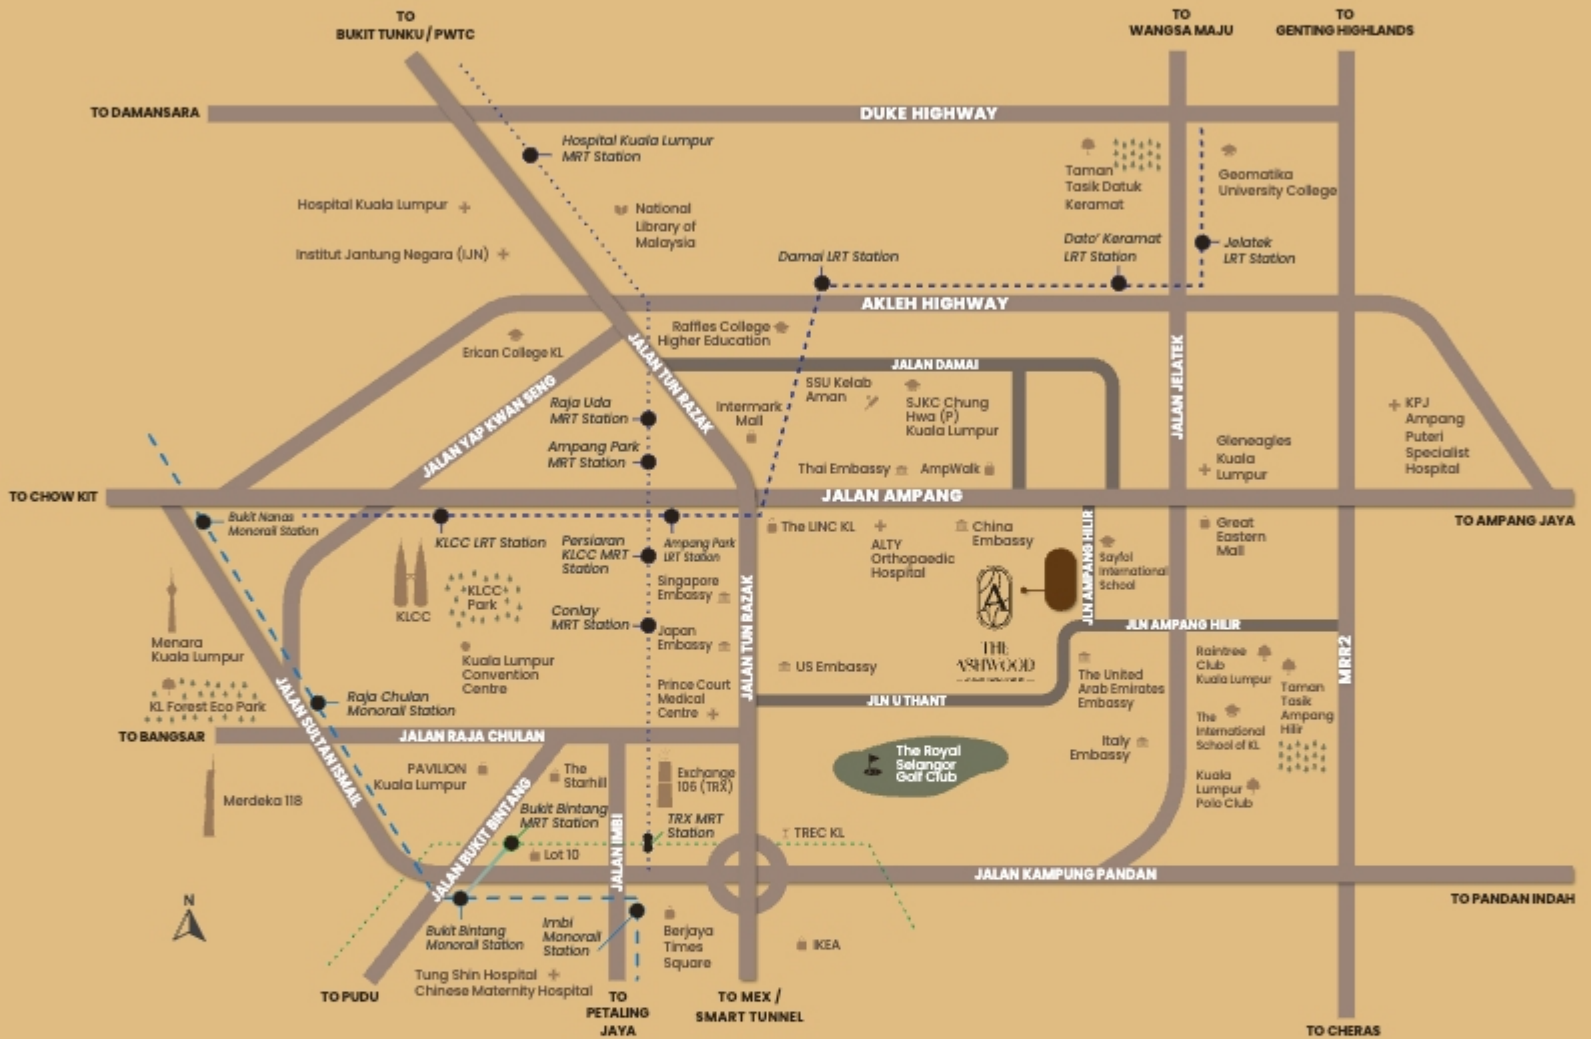 TO
BUKIT TUNKU / PWTC
TO
WANGSA MAJU
TO
GENTING HIGHLANDS
TO DAMANSARA
DUKE HIGHWAY
Hospital Kuala Lumpur
MRT Station
Taman
Tasik Datuk
Keramat
Geomatika
University College
Hospital Kuala Lumpur
National
Library of
Malaysia
Institut Jantung Negara (IJN)
Damai LRT Station
Dato' Keramat
LRT Station
Jelatek
LRT Station
AKLEH HIGHWAY
Erican College KL
Raffles College
Higher Education
JALAN TUN RAZAK
JALAN DAMAI
JALAN JELATEK
JALAN YAP KWAN SENG
Raja Uda
MRT Station
Intermark
Mall
SSU Kelab
Aman
SJKC Chung
Hwa (P)
Kuala Lumpur
KPJ
Ampang
Puteri
Specialist
Hospital
Ampang Park
MRT Station
Thai Embassy
AmpWalk
Gleneagles
Kuala
Lumpur
TO CHOW KIT
JALAN AMPANG
TO AMPANG JAYA
Bukit Nanas
Monorail Station
KLCC LRT Station
Persiaran
KLCC MRT
Station
Ampang Park
LRT Station
The LINC KL
ALTY
Orthopaedic
Hospital
China
Embassy
JLN AMPANG HILIR
Sayfol
International
School
Great
Eastern
Mall
KLCC
KLCC
Park
Singapore
Embassy
JALAN TUN RAZAK
A
THE
ASHWOOD
Conlay
MRT Station
Japan
Embassy
JLN AMPANG HILIR
Menara
Kuala Lumpur
Kuala Lumpur
Convention
Centre
US Embassy
The United
Arab Emirates
Embassy
Raintree
Club
Kuala Lumpur
MRR2
KL Forest Eco Park
JALAN SULTAN ISMAIL
Raja Chulan
Monorail Station
Prince Court
Medical
Centre
JLN U THANT
Taman
Tasik
Ampang
Hilir
The
International
School of KL
TO BANGSAR
JALAN RAJA CHULAN
The Royal
Selangor
Golf Club
Italy
Embassy
PAVILION
Kuala Lumpur
The
Starhill
Exchange
106 (TRX)
Kuala
Lumpur
Polo Club
Merdeka 118
JALAN BUKIT BINTANG
Bukit Bintang
MRT Station
JALAN IMBI
TRX MRT
Station
TREC KL
Lot 10
JALAN KAMPUNG PANDAN
TO PANDAN INDAH
N
Bukit Bintang
Monorail Station
Imbi
Monorail
Station
Berjaya
Times
Square
IKEA
Tung Shin Hospital
Chinese Maternity Hospital
TO PUDU
TO
PETALING
JAYA
TO MEX /
SMART TUNNEL
TO CHERAS